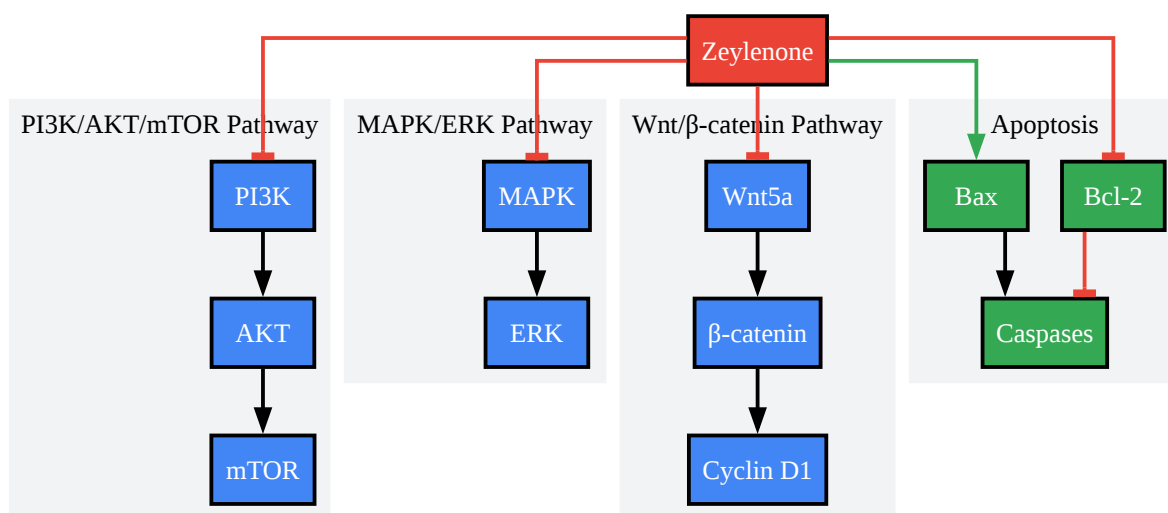 Zeylenone
PI3K/AKT/mTOR Pathway
MAPK/ERK Pathway
Wnt/β-catenin Pathway
Apoptosis
PI3K
MAPK
Wnt5a
Bax
Bcl-2
AKT
ERK
β-catenin
Caspases
mTOR
Cyclin D1